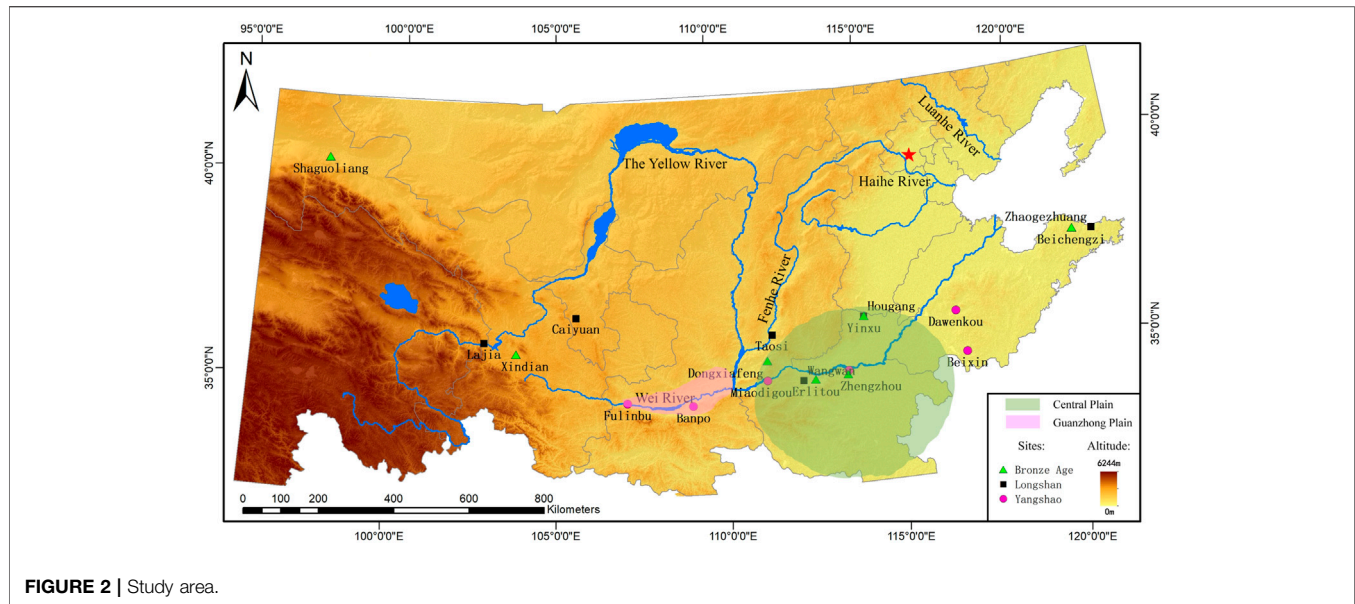 95°0'0"E 100°0'0"E 105°0'0"E 110°0'0"E 115°0'0"E 120°0'0"E
N
40°0'0"N
40°0'0"N
Luanhe River
The Yellow River
Haihe River
Shaguoliang
Zhaogezhuang
Beichengzi
Fenhe River
35°0'0"N
Hougang
Yinxu
Dawenkou
Caiyuan
Taosi
Lajia
Xindian
Beixin
35°0'0"N
Dongxiafeng
Wangwan
Zhengzhou
Miaodigou
Erlitou
Wei River
Fulinbu
Banpo
Central Plain
Guanzhong Plain
Sites: Altitude:
Bronze Age
Longshan
Yangshao
6244m
0m
0 100 200 400 600 800
Kilometers
100°0'0"E 105°0'0"E 110°0'0"E 115°0'0"E 120°0'0"E
FIGURE 2 | Study area.